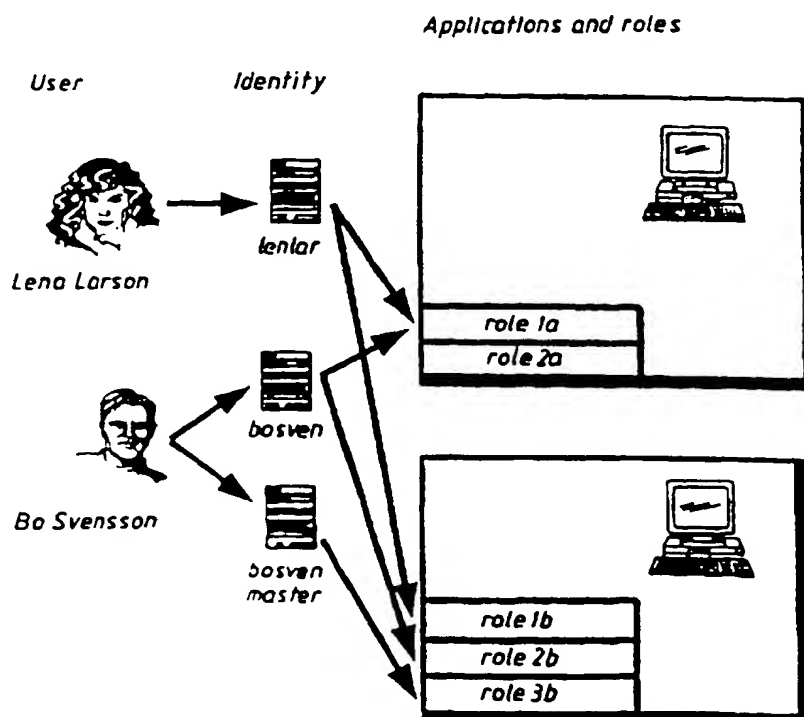 Applications and roles
User
Identity
Lena Larson
lenlar
role 1a
role 2a
Bo Svensson
bosven
bosven
master
role 1b
role 2b
role 3b